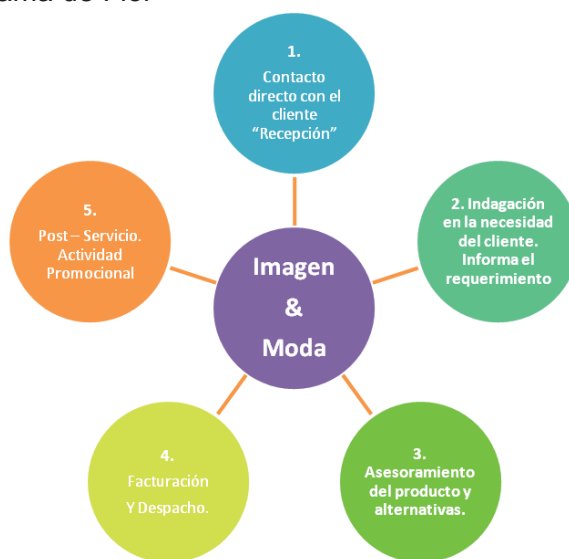 1.
Contacto
directo con el
cliente
“Recepción”
2. Indagación
en la necesidad
del cliente.
Informa el
requerimiento
3.
Asesoramiento
del producto y
alternativas.
4.
Facturación
Y Despacho.
5.
Post – Servicio.
Actividad
Promocional
Imagen
&
Moda